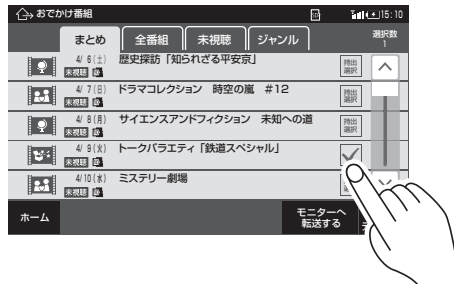 おでかけ番組
15:10
まとめ
全番組
未視聴
ジャンル
選択数
1
4/ 6(土)
歴史探訪「知られざる平安京」
未視聴
持出
選択
4/ 7(日)
ドラマコレクション 時空の嵐 #12
未視聴
持出
選択
4/ 8(月)
サイエンスアンドフィクション 未知への道
未視聴
持出
選択
4/ 9(火)
トークバラエティ「鉄道スペシャル」
未視聴
4/10(水)
ミステリー劇場
未視聴
ホーム
モニターへ
転送する